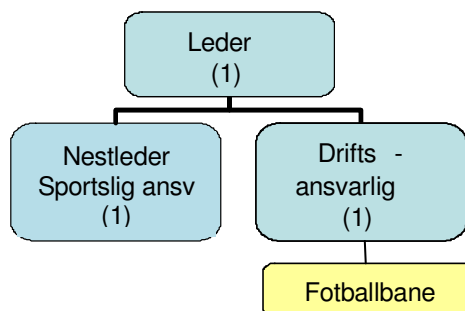 Leder
(1)
Nestleder
Sportslig ansv
(1)
Drifts -
ansvarlig
(1)
Fotballbane